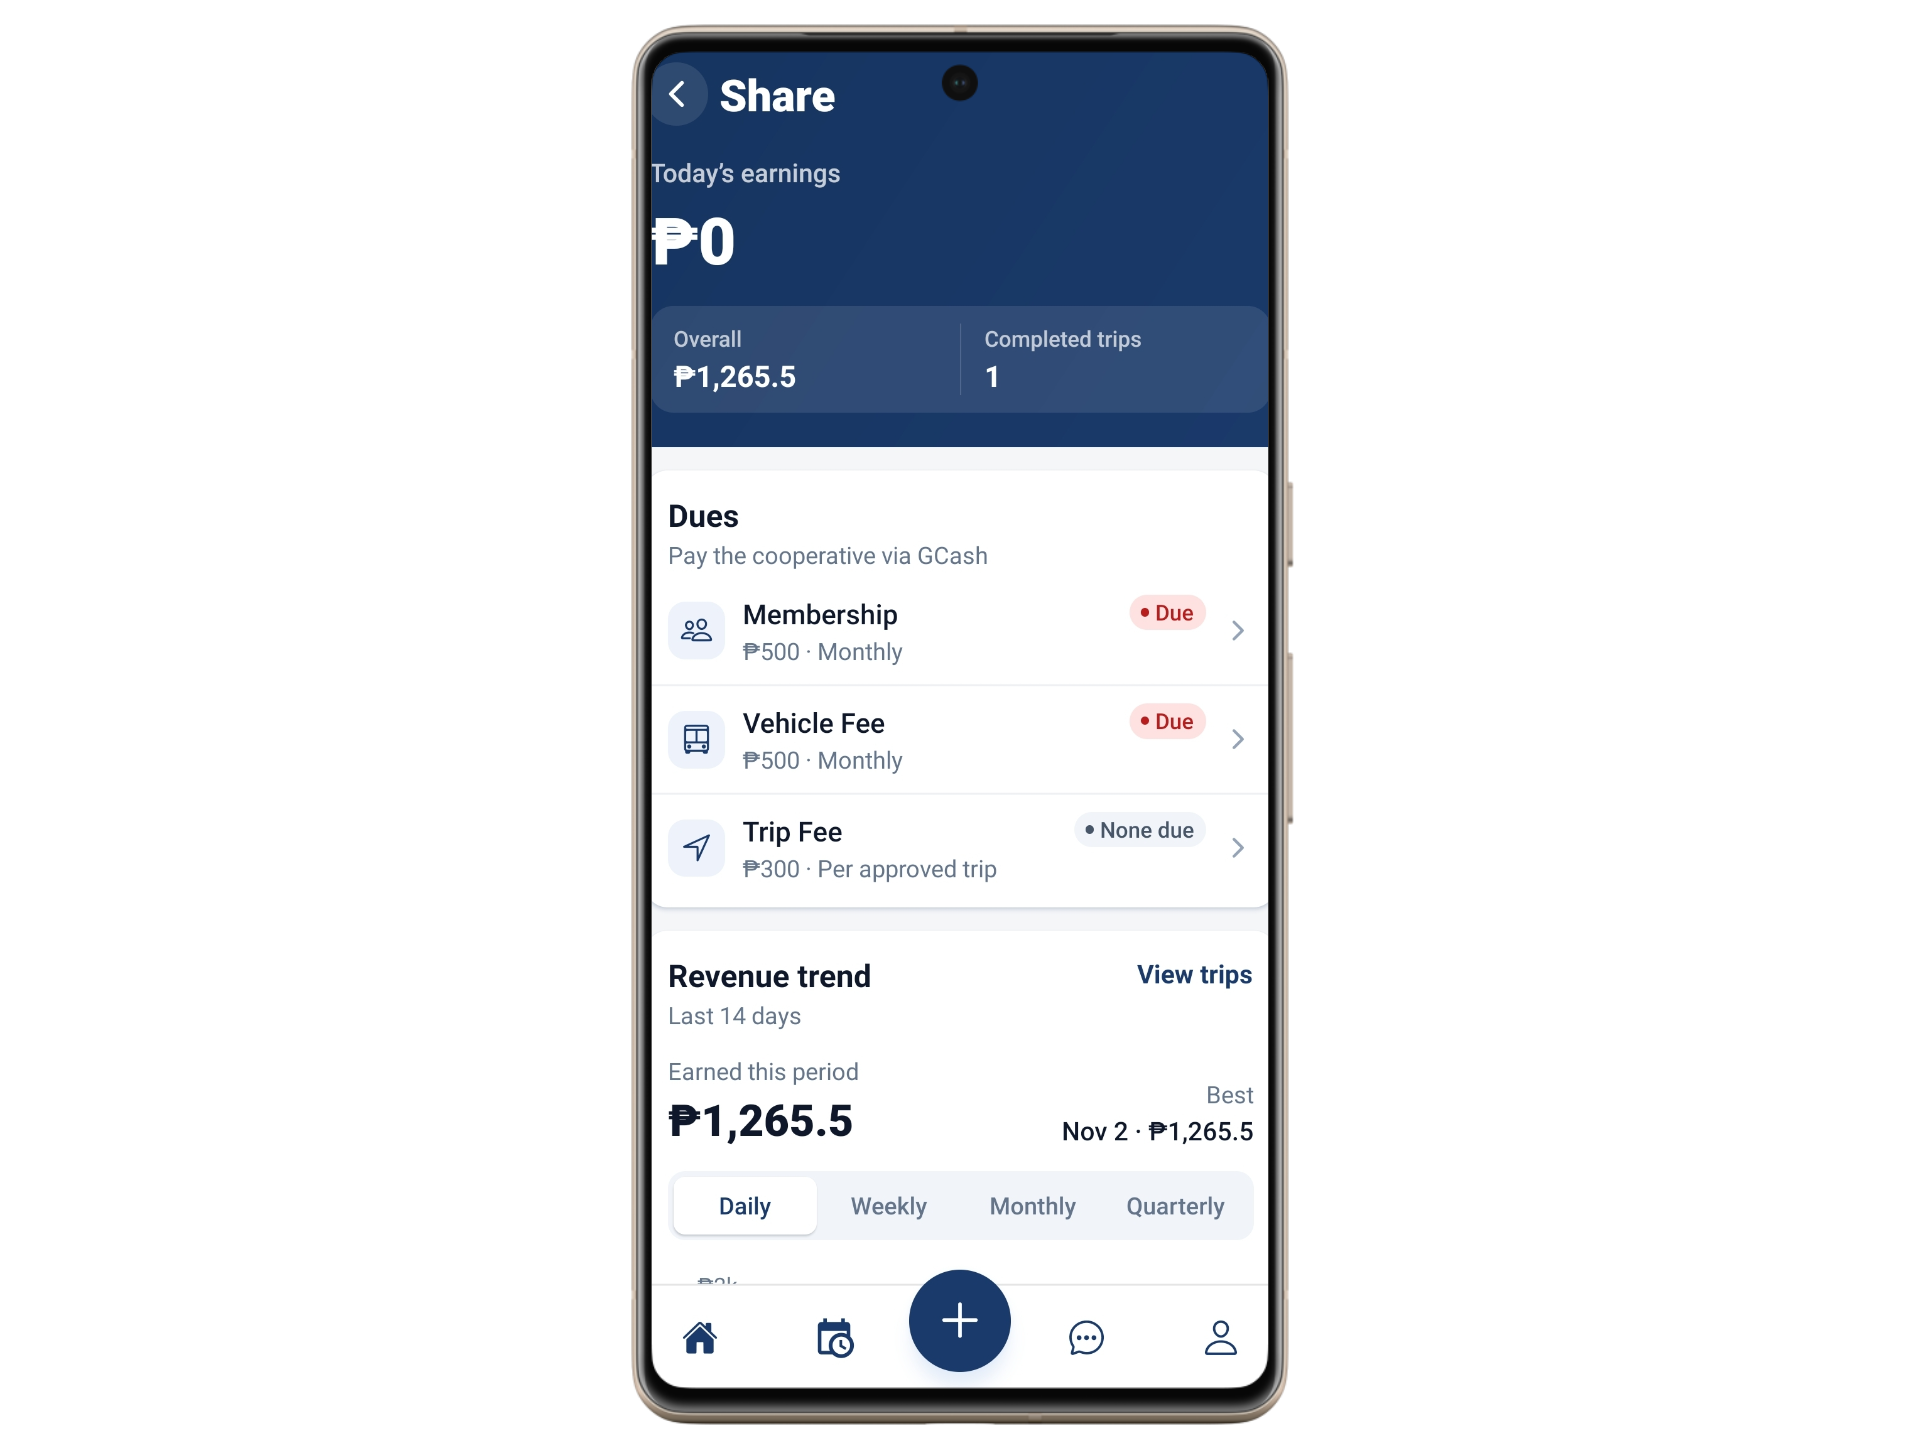 Share
Today’s earnings
₱0
Overall
₱1,265.5
Completed trips
1
Dues
Pay the cooperative via GCash
Membership
₱500 · Monthly
• Due
Vehicle Fee
₱500 · Monthly
• Due
Trip Fee
₱300 · Per approved trip
• None due
Revenue trend
View trips
Last 14 days
Earned this period
₱1,265.5
Best
Nov 2 · ₱1,265.5
Daily
Weekly
Monthly
Quarterly